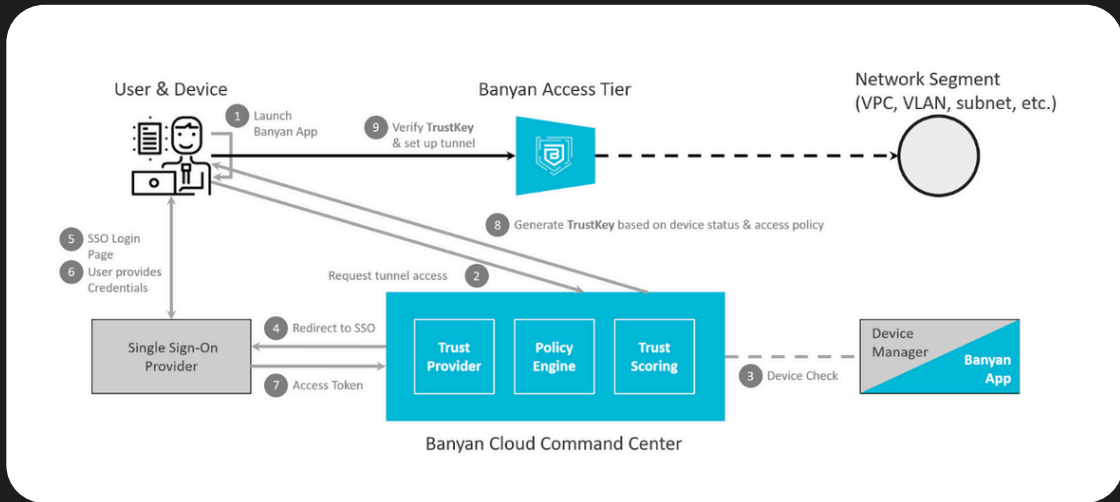 User & Device
Banyan Access Tier
Network Segment
(VPC, VLAN, subnet, etc.)
1 Launch
Banyan App
9 Verify TrustKey
& set up tunnel
8 Generate TrustKey based on device status & access policy
5 SSO Login
Page
6 User provides
Credentials
Request tunnel access 2
Single Sign-On
Provider
4 Redirect to SSO
7 Access Token
Trust
Provider
Policy
Engine
Trust
Scoring
3 Device Check
Device
Manager
Banyan
App
Banyan Cloud Command Center